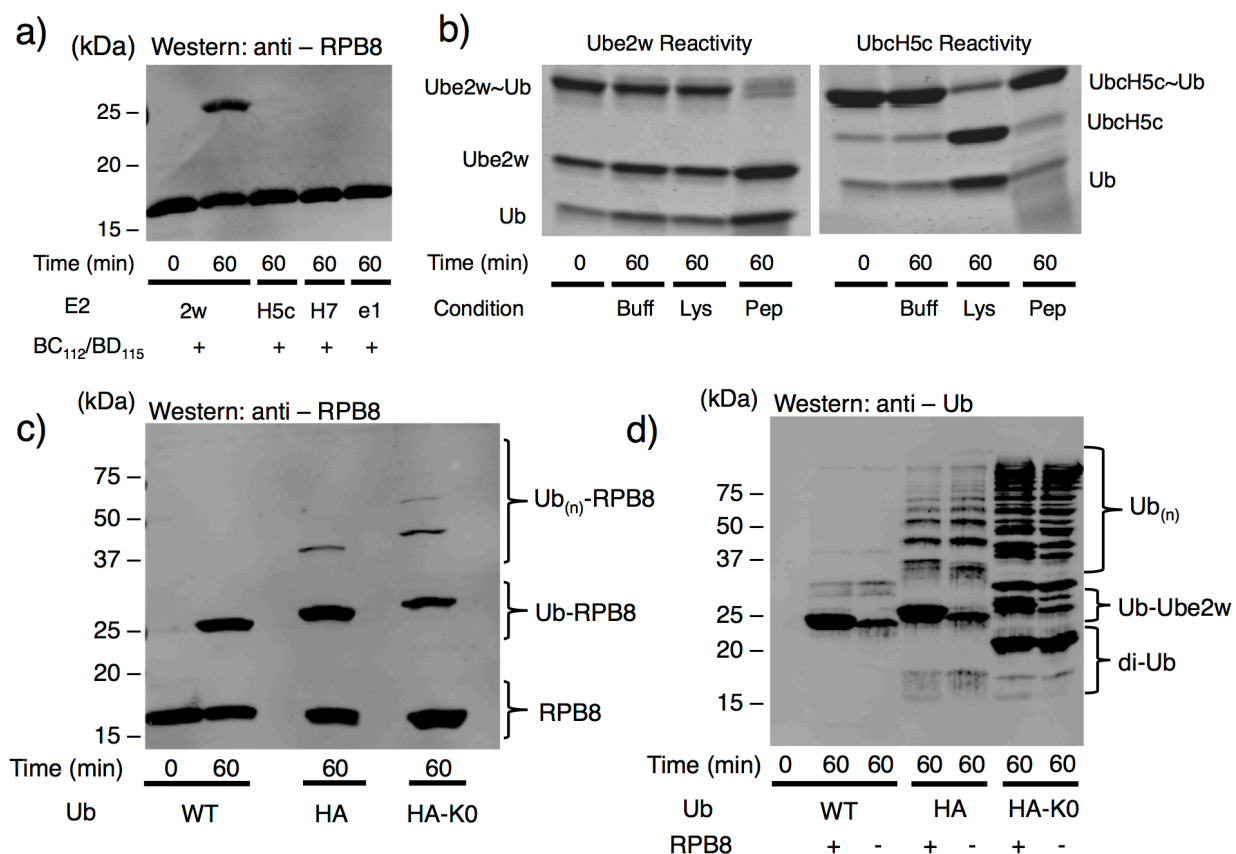 a)
(kDa) Western: anti – RPB8
25 –
20 –
15 –
Time (min) 0 60 60 60 60
E2 2w H5c H7 e1
BC112/BD115 + + + +
b)
Ube2w Reactivity UbcH5c Reactivity
Ube2w~Ub
Ube2w
Ub
UbcH5c~Ub
UbcH5c
Ub
Time (min) 0 60 60 60 0 60 60 60
Condition Buff Lys Pep Buff Lys Pep
c)
(kDa) Western: anti – RPB8
75 –
50 –
37 –
25 –
20 –
15 –
Ub(n)-RPB8
Ub-RPB8
RPB8
Time (min) 0 60 60 60
Ub WT HA HA-K0
d)
(kDa) Western: anti – Ub
75 –
50 –
37 –
25 –
20 –
15 –
Ub(n)
Ub-Ube2w
di-Ub
Time (min) 0 60 60 60 60 60 60
Ub WT HA HA-K0
RPB8 + - + - + -